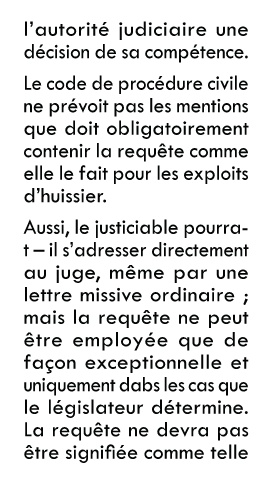 l'autorité judiciaire une
décision de sa compétence.
Le code de procédure civile
ne prévoit pas les mentions
que doit obligatoirement
contenir la requête comme
elle le fait pour les exploits
d'huissier.
Aussi, le justiciable pourra-
t – il s'adresser directement
au juge, même par une
lettre missive ordinaire ;
mais la requête ne peut
être employée que de
façon exceptionnelle et
uniquement dabs les cas que
le législateur détermine.
La requête ne devra pas
être signifiée comme telle